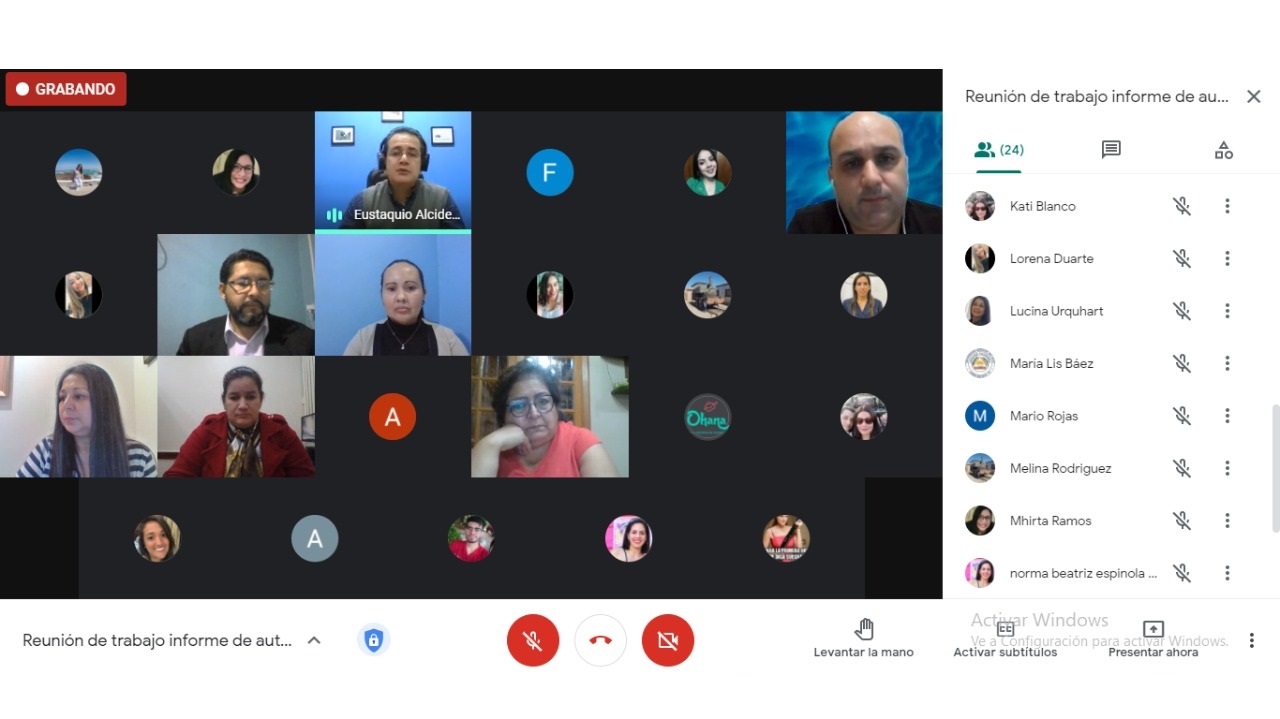 GRABANDO
Reunión de trabajo informe de au...
(24)
F
Eustaquio Alcide...
Kati Blanco
Lorena Duarte
Lucina Urquhart
María Lis Báez
A
Ohana
M
Mario Rojas
Melina Rodriguez
Mhirta Ramos
A
norma beatriz espinola ...
Reunión de trabajo informe de aut...
Levantar la mano
Activar subtítulos
Presentar ahora
Activar Windows
Ve a Configuración para activar Windows.